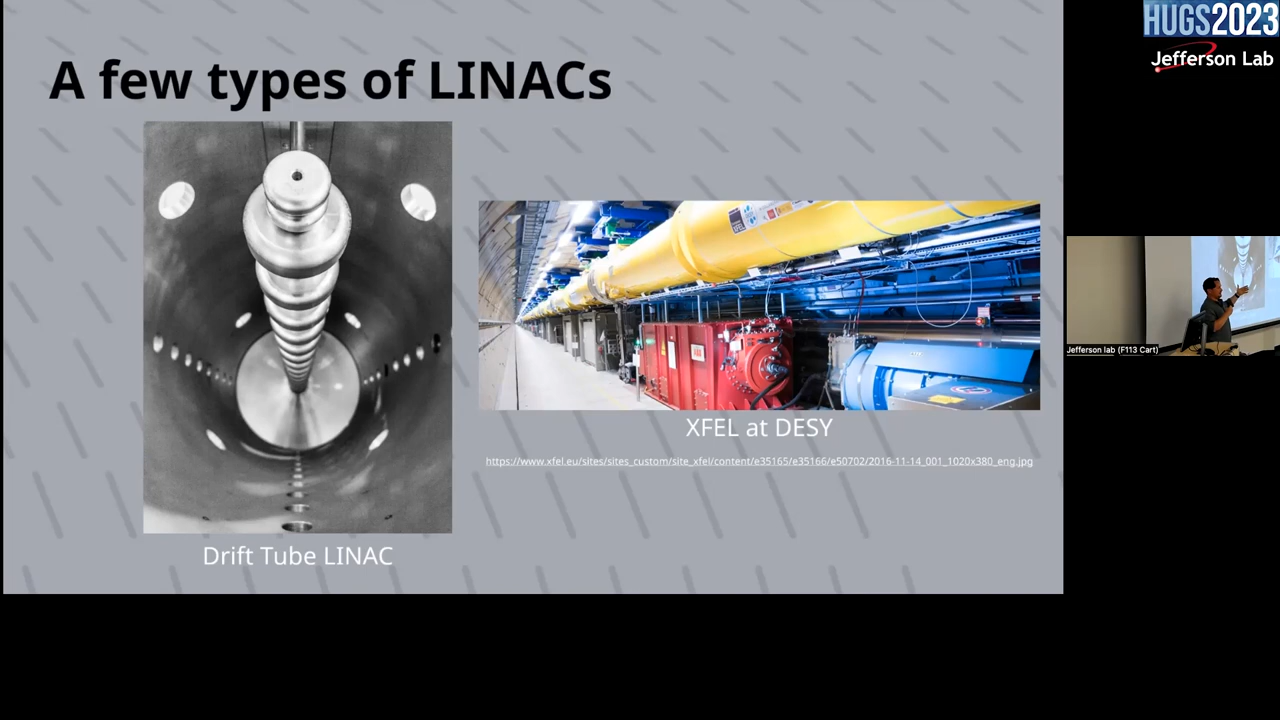 A few types of LINACs
Drift Tube LINAC
XFEL at DESY
https://www.xfel.eu/sites/sites_custom/site_xfel/content/e35165/e35166/e50702/2016-11-14_001_1020x380_eng.jpg
HUGS2023
Jefferson Lab
Jefferson lab (F113 Cart)